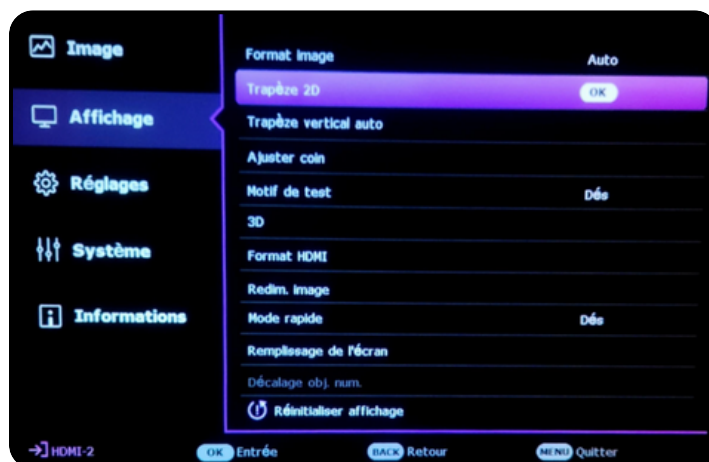 Image
Affichage
Réglages
Système
Informations
Format image Auto
Trapèze 2D OK
Trapèze vertical auto
Ajuster coin
Motif de test Dés
3D
Format HDMI
Redim. image
Mode rapide Dés
Remplissage de l'écran
Décalage obj. num.
Réinitialiser affichage
HDMI-2 OK Entrée BACK Retour MENU Quitter